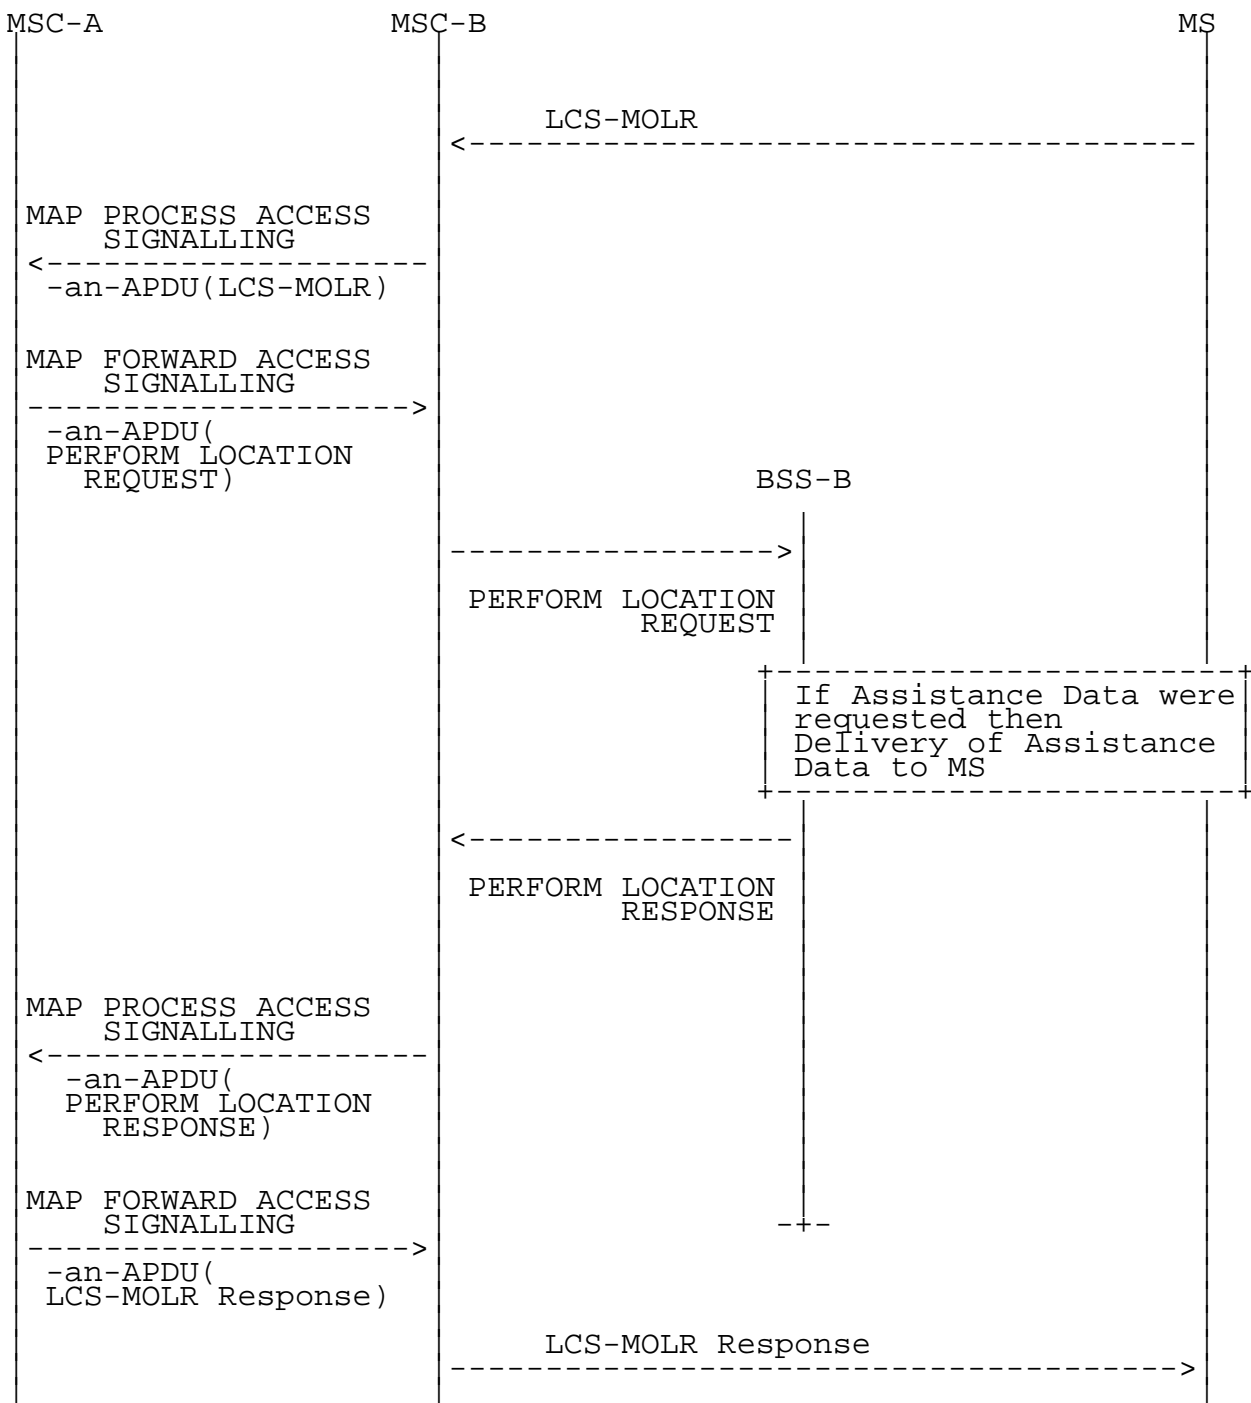 MSC-A MSC-B MS
LCS-MOLR
MAP PROCESS ACCESS
SIGNALLING
-an-APDU(LCS-MOLR)
MAP FORWARD ACCESS
SIGNALLING
-an-APDU(
PERFORM LOCATION
REQUEST)
BSS-B
PERFORM LOCATION
REQUEST
If Assistance Data were
requested then
Delivery of Assistance
Data to MS
PERFORM LOCATION
RESPONSE
MAP PROCESS ACCESS
SIGNALLING
-an-APDU(
PERFORM LOCATION
RESPONSE)
MAP FORWARD ACCESS
SIGNALLING
-an-APDU(
LCS-MOLR Response)
LCS-MOLR Response